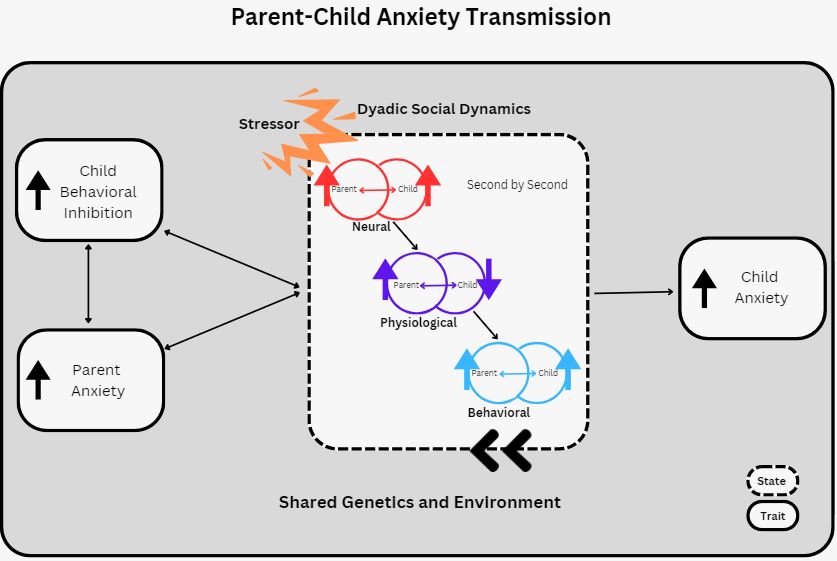 Parent-Child Anxiety Transmission
Dyadic Social Dynamics
Stressor
Child
Behavioral
Inhibition
Second by Second
Parent Child
Neural
Parent Child
Physiological
Child
Anxiety
Parent
Anxiety
Parent Child
Behavioral
Shared Genetics and Environment
State
Trait